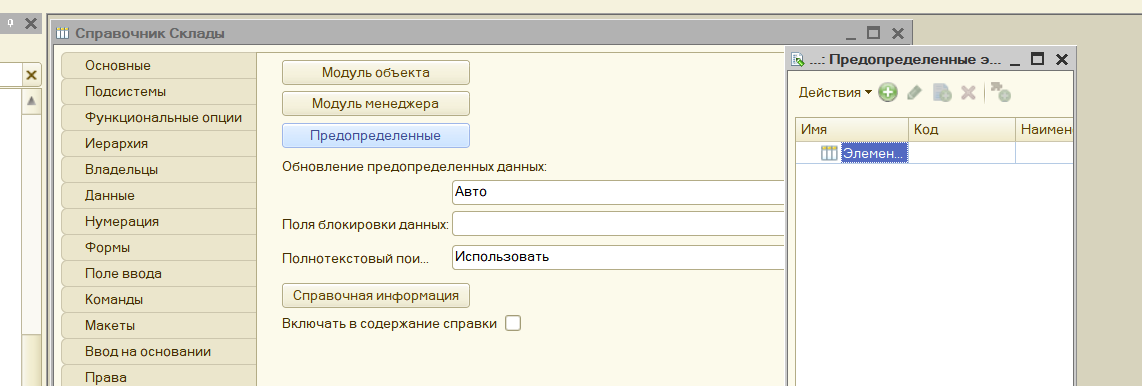 Справочник Склады
Основные
Подсистемы
Функциональные опции
Иерархия
Владельцы
Данные
Нумерация
Формы
Поле ввода
Команды
Макеты
Ввод на основании
Права
Модуль объекта
Модуль менеджера
Предопределенные
Обновление предопределенных данных:
Авто
Поля блокировки данных:
Полнотекстовый пои...
Использовать
Справочная информация
Включать в содержание справки
...: Предопределенные э...
Действия
Имя Код Наимен
Элемен...